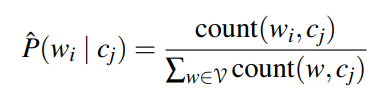 P̂(wᵢ | cⱼ) = count(wᵢ, cⱼ) / ∑w∈𝒱 count(w, cⱼ)